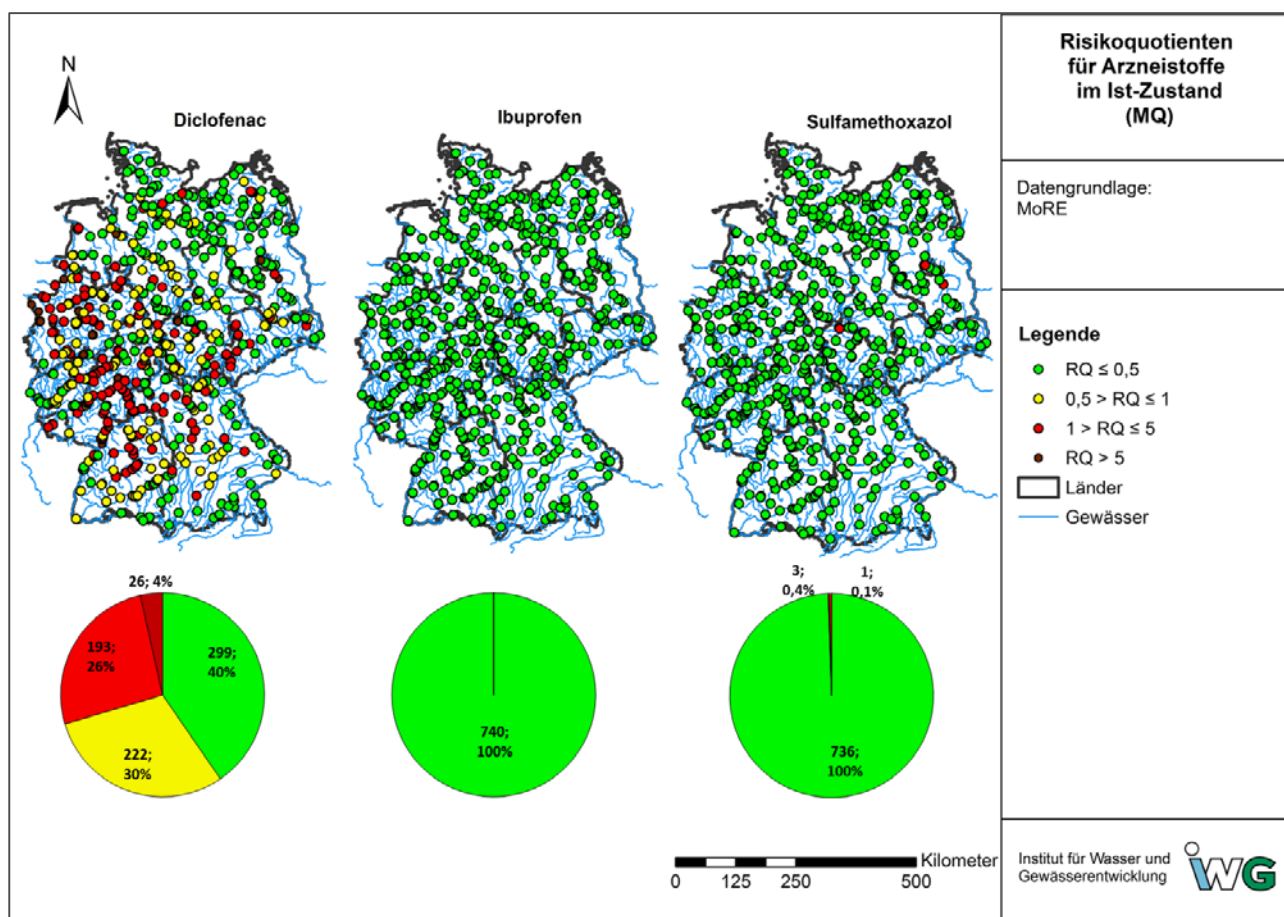 N
Diclofenac
Ibuprofen
Sulfamethoxazol
26; 4%
193;
26%
299;
40%
222;
30%
740;
100%
3;
0,4%
1;
0,1%
736;
100%
Kilometer
0 125 250 500
Risikoquotienten
für Arzneistoffe
im Ist-Zustand
(MQ)
Datengrundlage:
MoRE
Legende
RQ ≤ 0,5
0,5 > RQ ≤ 1
1 > RQ ≤ 5
RQ > 5
Länder
Gewässer
Institut für Wasser und
Gewässerentwicklung
iWG